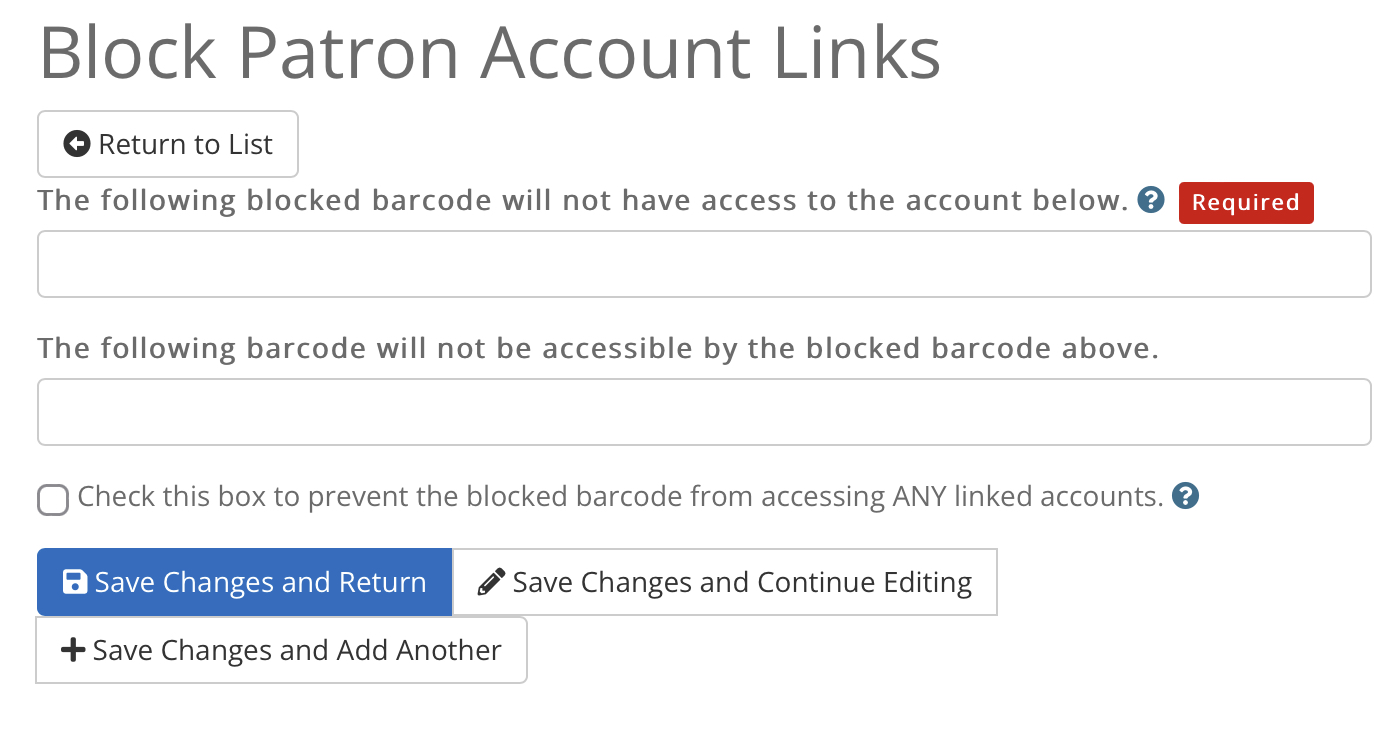 Block Patron Account Links
Return to List
The following blocked barcode will not have access to the account below. ? Required
The following barcode will not be accessible by the blocked barcode above.
Check this box to prevent the blocked barcode from accessing ANY linked accounts. ?
Save Changes and Return Save Changes and Continue Editing
Save Changes and Add Another